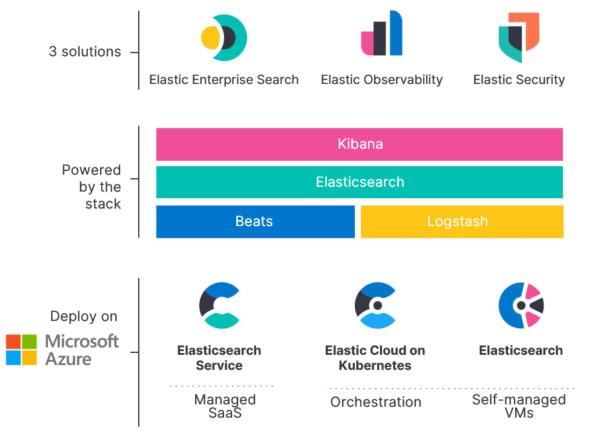 3 solutions
Elastic Enterprise Search
Elastic Observability
Elastic Security
Powered
by the
stack
Kibana
Elasticsearch
Beats
Logstash
Deploy on
Microsoft
Azure
Elasticsearch
Service
Managed
SaaS
Elastic Cloud on
Kubernetes
Orchestration
Elasticsearch
Self-managed
VMs